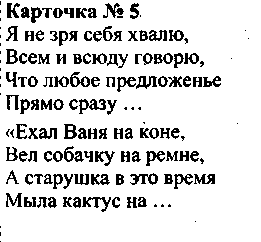 Карточка № 5
Я не зря себя хвалю,
Всем и всюду говорю,
Что любое предложенье
Прямо сразу ...
«Ехал Ваня на коне,
Вел собачку на ремне,
А старушка в это время
Мыла кактус на ...